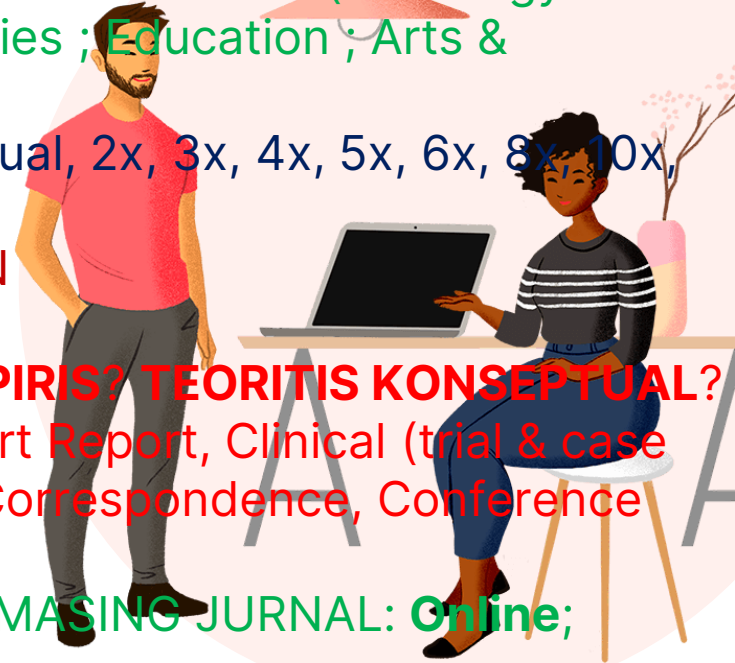 ies ; Education ; Arts &
ual, 2x, 3x, 4x, 5x, 6x, 8x, 10x,
PIRIS? TEORITIS KONSEPTUAL?
rt Report, Clinical (trial & case
Correspondence, Conference
MASING JURNAL: Online;